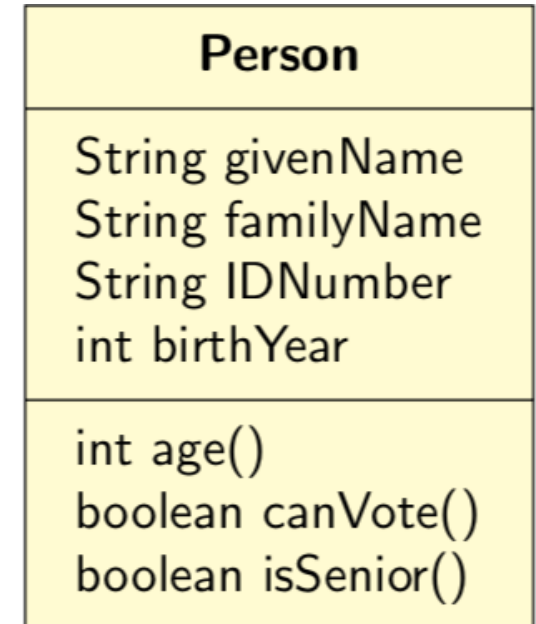 Person
String givenName
String familyName
String IDNumber
int birthYear
int age()
boolean canVote()
boolean isSenior()